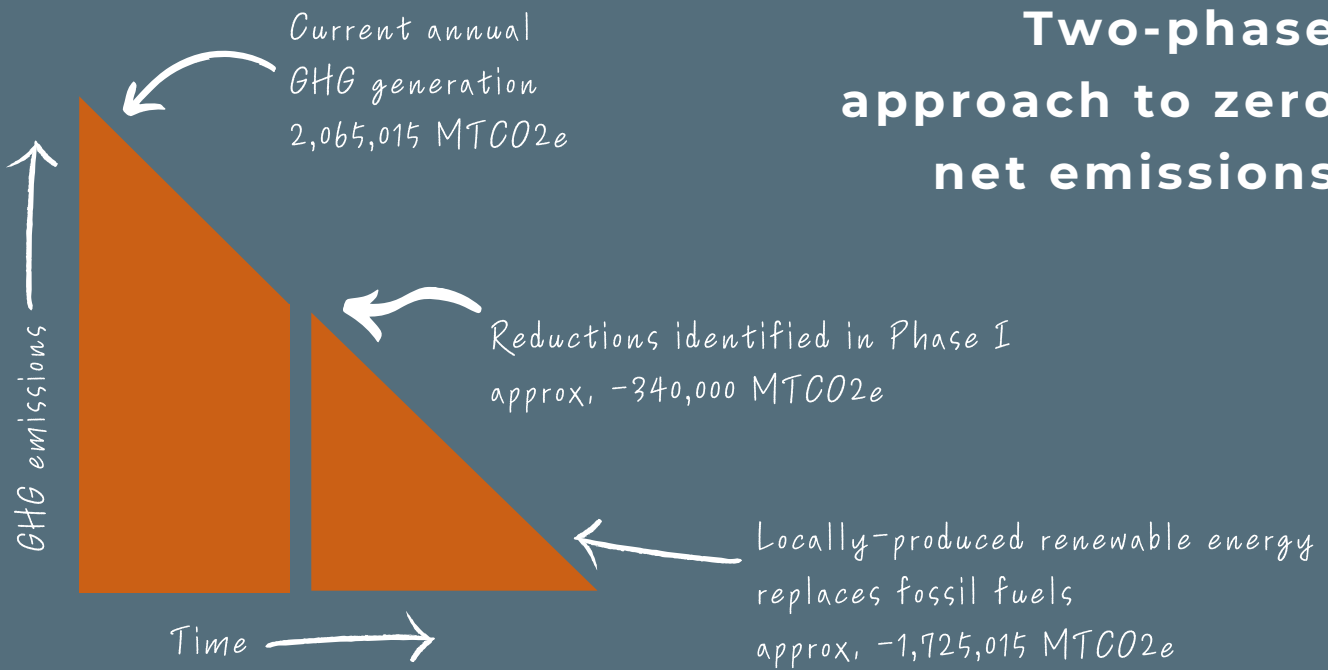 Current annual
GHG generation
2,065,015 MTCO2e
Two-phase
approach to zero
net emissions
GHG emissions
Reductions identified in Phase I
approx. -340,000 MTCO2e
Locally-produced renewable energy
replaces fossil fuels
approx. -1,725,015 MTCO2e
Time